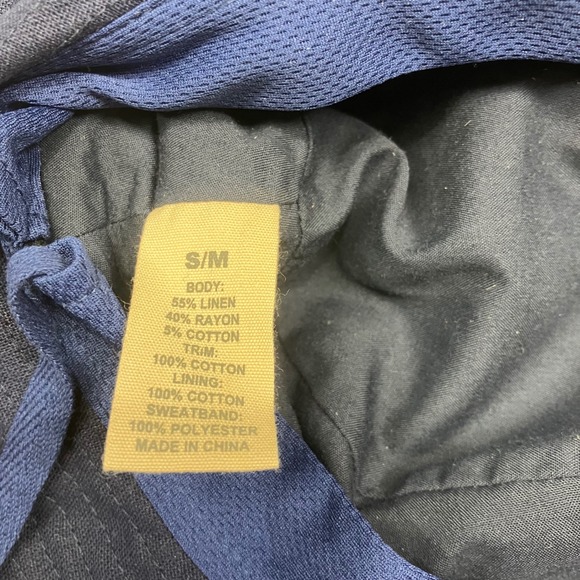 S/M
BODY:
55% LINEN
40% RAYON
5% COTTON
TRIM:
100% COTTON
LINING:
100% COTTON
SWEATBAND:
100% POLYESTER
MADE IN CHINA